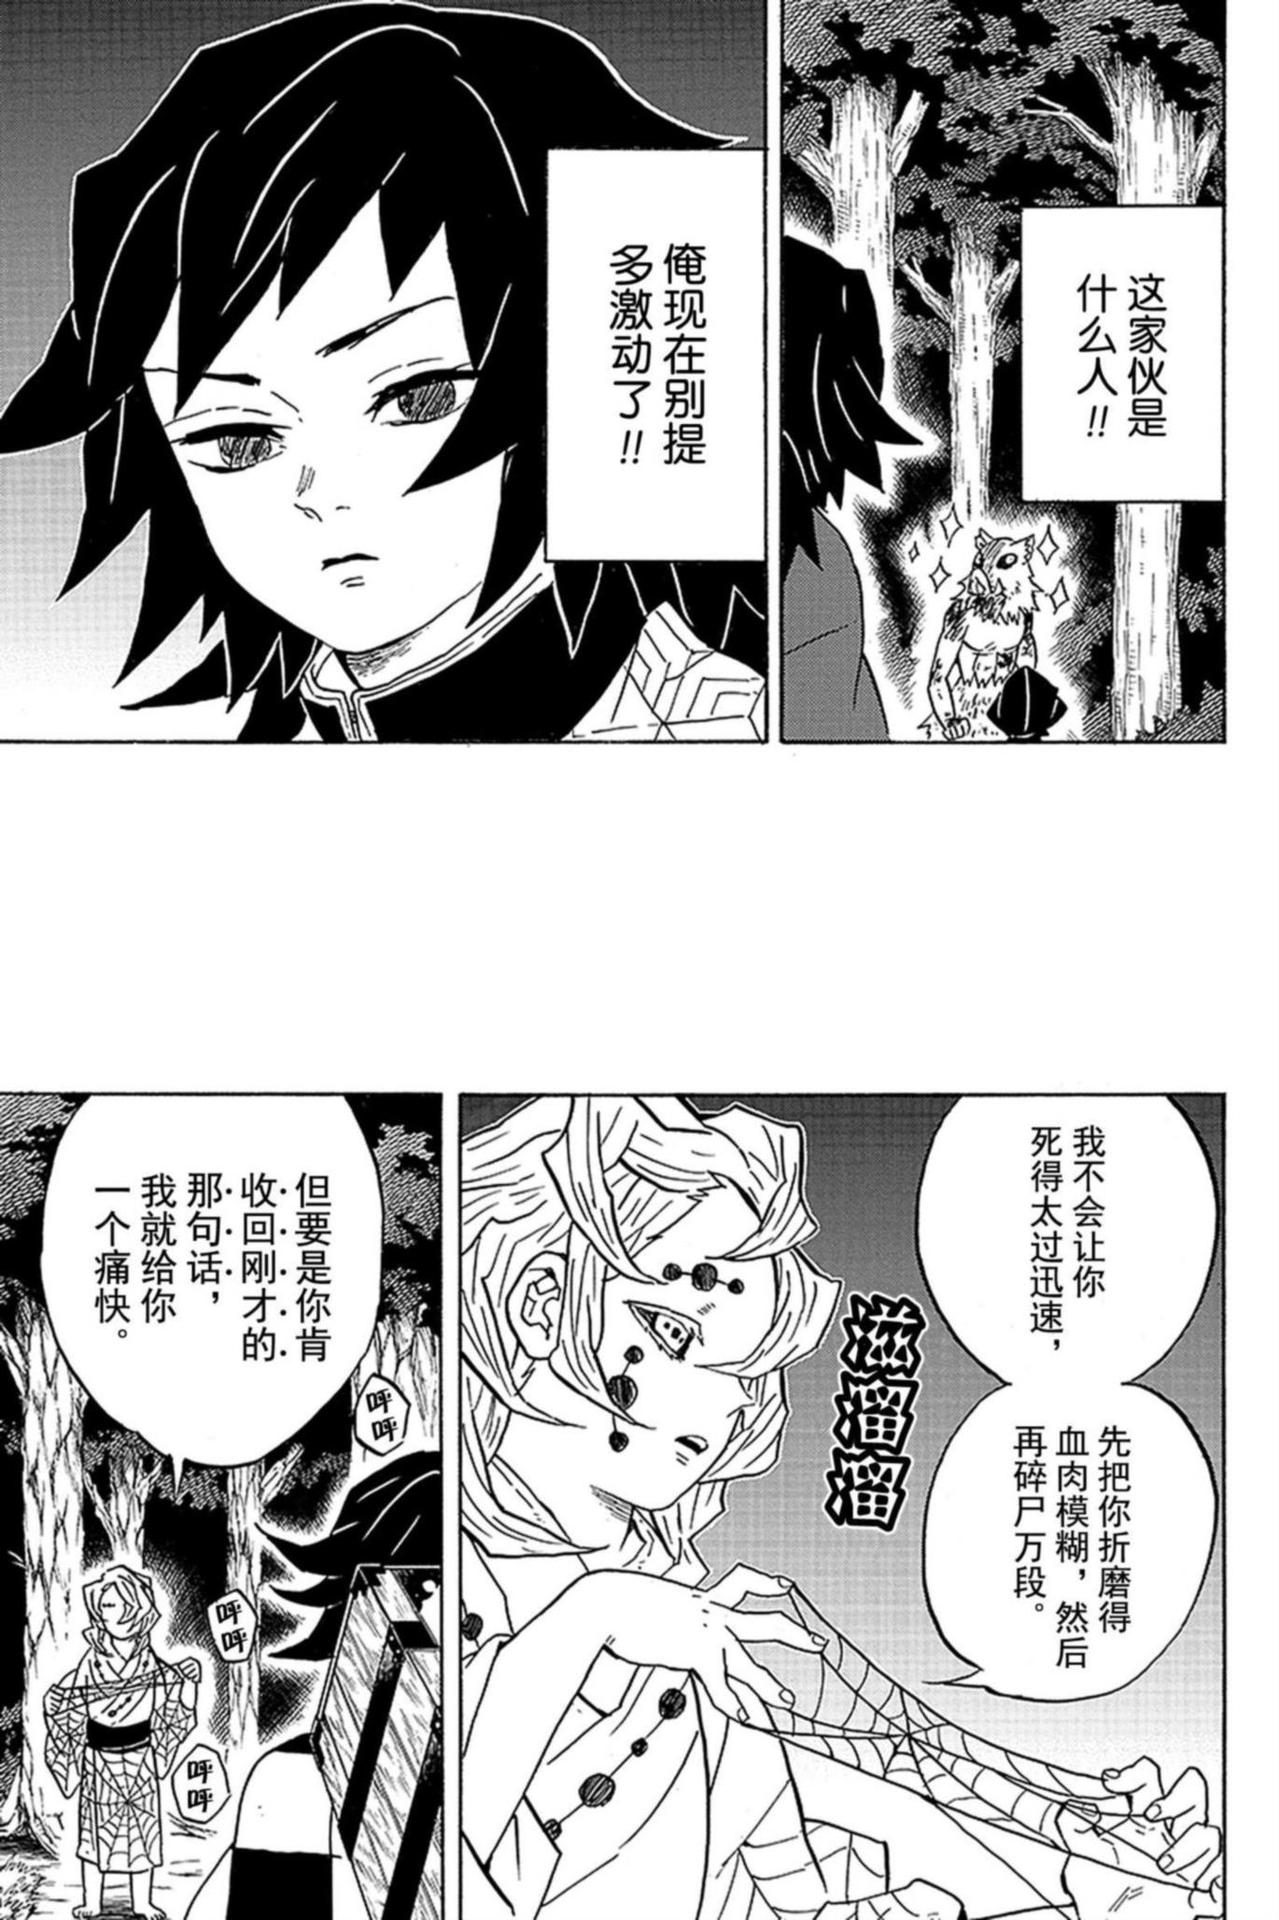 这家伙是
什么人!!
俺现在别提
多激动了!!
我不会让你
死得太过迅速，
先把你折磨得
血肉模糊，然后
再碎尸万段。
但要是你肯
收回刚才的
那句话，
我就给你
一个痛快。
呼呼
呼呼
呼呼